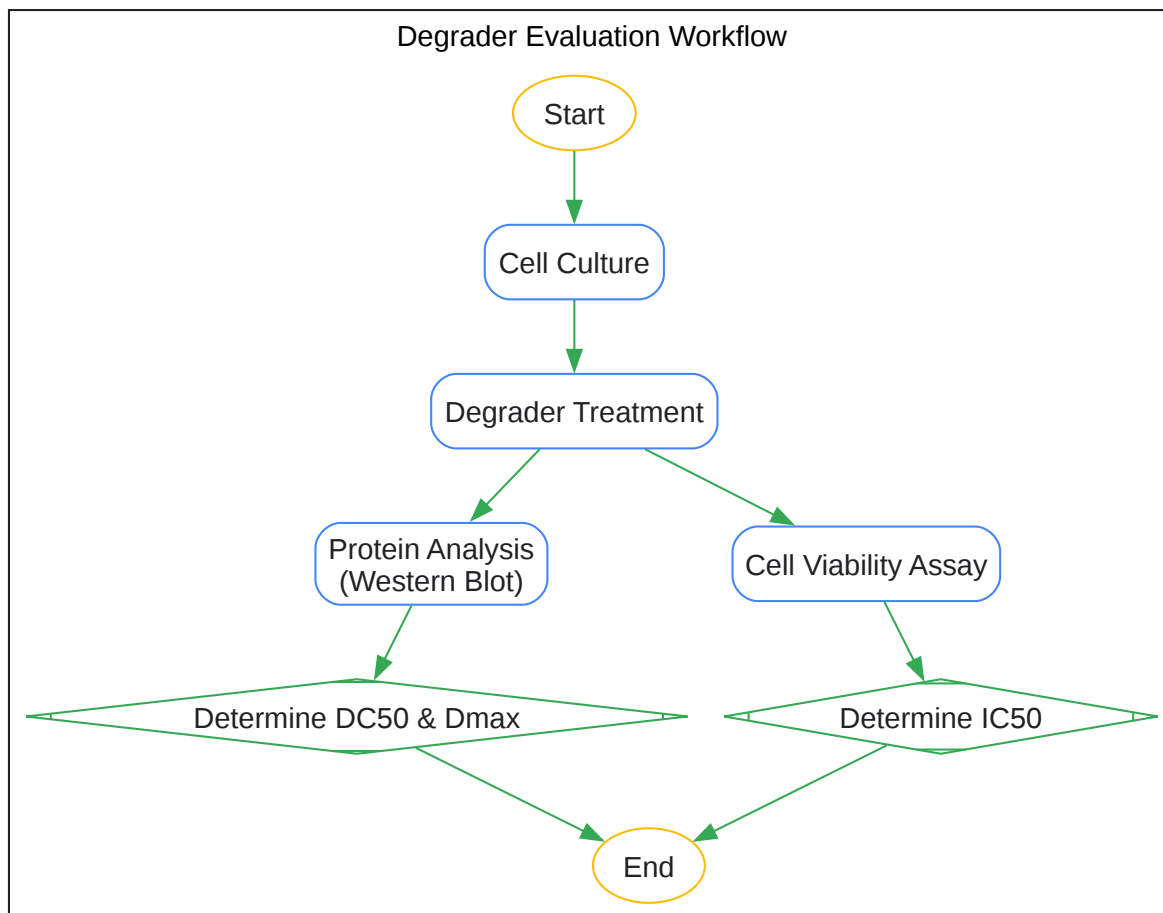 Degrader Evaluation Workflow
Start
Cell Culture
Degrader Treatment
Protein Analysis
(Western Blot)
Cell Viability Assay
Determine DC50 & Dmax
Determine IC50
End